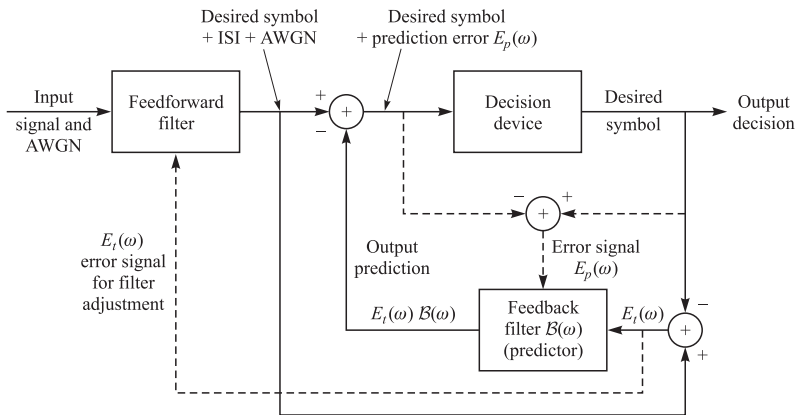 Desired symbol
+ ISI + AWGN
Desired symbol
+ prediction error E_p(ω)
Input
signal and
AWGN
Feedforward
filter
+
−
+
Decision
device
Desired
symbol
Output
decision
−
+
+
E_t(ω)
error signal
for filter
adjustment
Output
prediction
Error signal
E_p(ω)
E_t(ω) ℬ(ω)
Feedback
filter ℬ(ω)
(predictor)
E_t(ω)
−
+
+